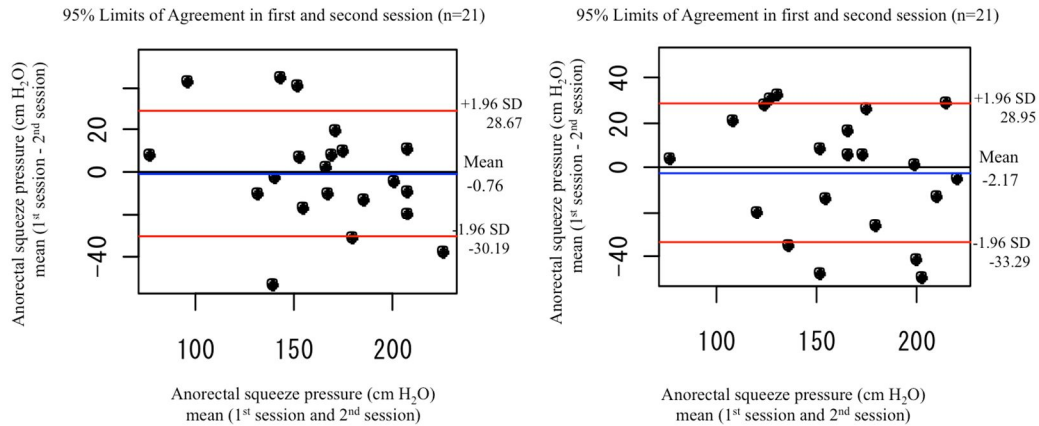 95% Limits of Agreement in first and second session (n=21)
Anorectal squeeze pressure (cm H₂O)
mean (1ˢᵗ session - 2ⁿᵈ session)
20
0
−40
+1.96 SD
28.67
Mean
-0.76
-1.96 SD
-30.19
100
150
200
Anorectal squeeze pressure (cm H₂O)
mean (1ˢᵗ session and 2ⁿᵈ session)
95% Limits of Agreement in first and second session (n=21)
Anorectal squeeze pressure (cm H₂O)
mean (1ˢᵗ session - 2ⁿᵈ session)
40
20
0
−40
+1.96 SD
28.95
Mean
-2.17
-1.96 SD
-33.29
100
150
200
Anorectal squeeze pressure (cm H₂O)
mean (1ˢᵗ session and 2ⁿᵈ session)